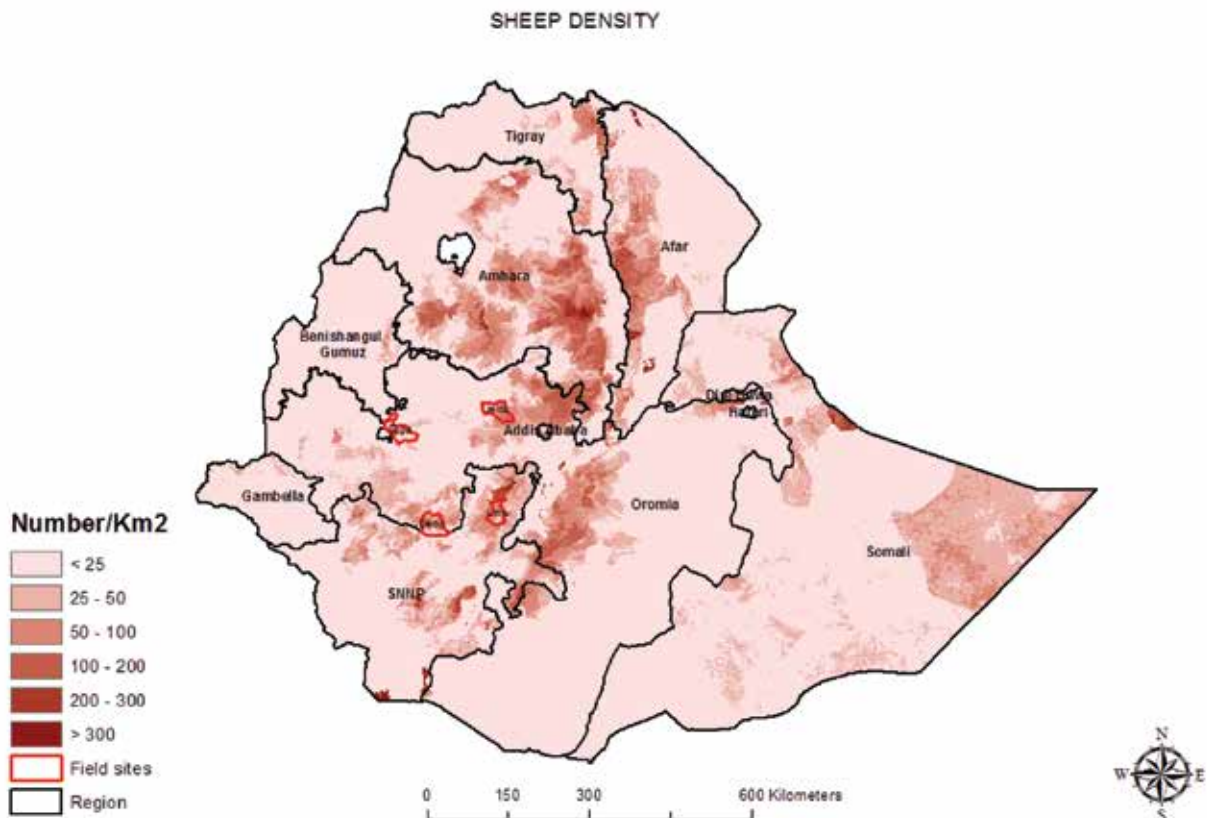 SHEEP DENSITY
Tigray
Afar
Amhara
Benishangul
Gumuz
Addis Ababa
Harari
Gambella
Oromia
Somali
SNNP
Number/Km2
< 25
25 - 50
50 - 100
100 - 200
200 - 300
> 300
Field sites
Region
0 150 300 600 Kilometers
N
W E
S